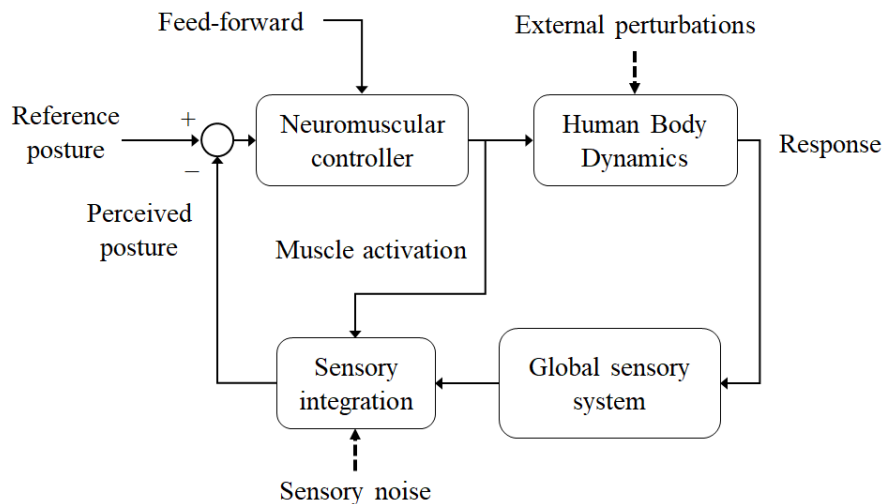 Feed-forward
External perturbations
Reference
posture
+
−
Neuromuscular
controller
Human Body
Dynamics
Response
Perceived
posture
Muscle activation
Sensory
integration
Global sensory
system
Sensory noise